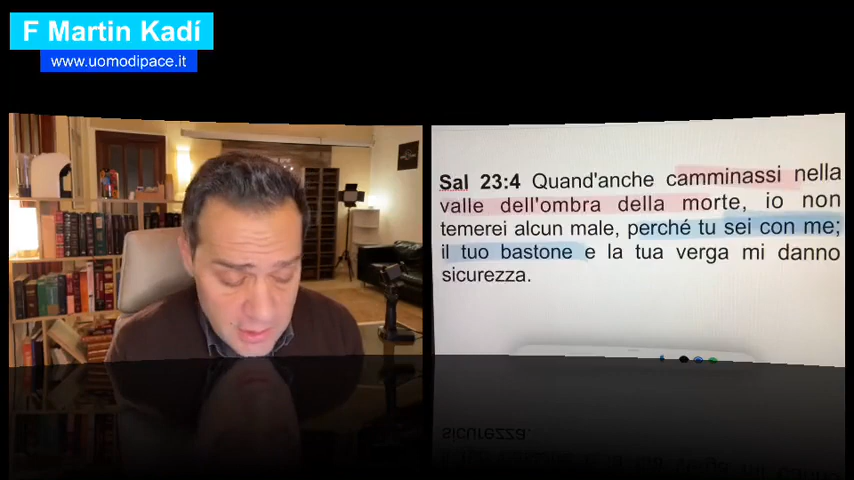 F Martin Kadí
www.uomodipace.it
Sal 23:4 Quand'anche camminassi nella
valle dell'ombra della morte, io non
temerei alcun male, perché tu sei con me;
il tuo bastone e la tua verga mi danno
sicurezza.
sicurezza.